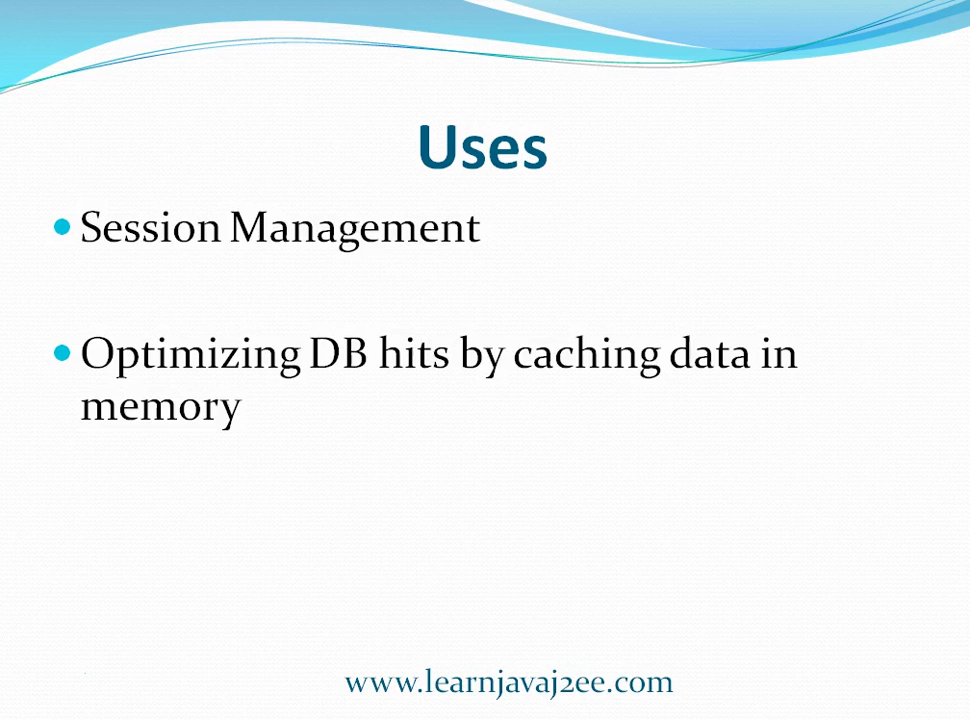 Uses
• Session Management
• Optimizing DB hits by caching data in
memory
www.learnjavaj2ee.com